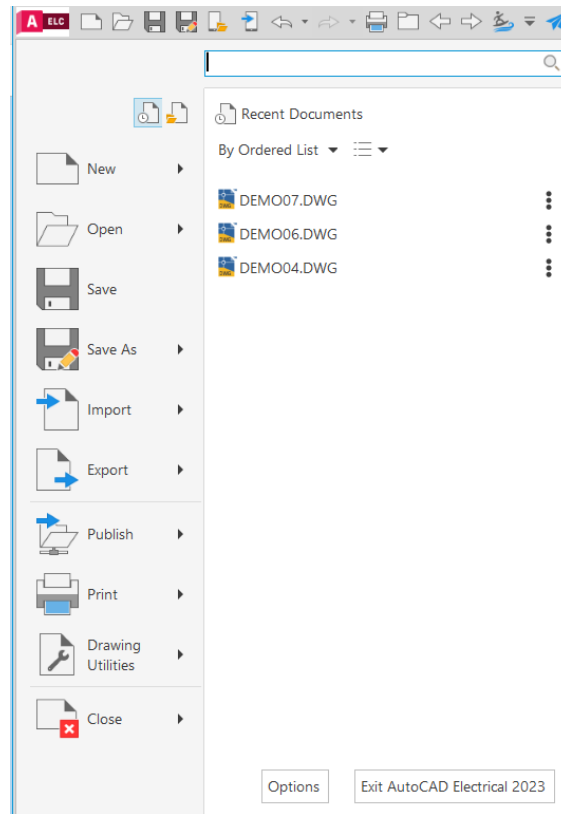 A ELC
Recent Documents
By Ordered List
New
DEMO07.DWG
Open
DEMO06.DWG
DEMO04.DWG
Save
Save As
Import
Export
Publish
Print
Drawing
Utilities
Close
Options
Exit AutoCAD Electrical 2023